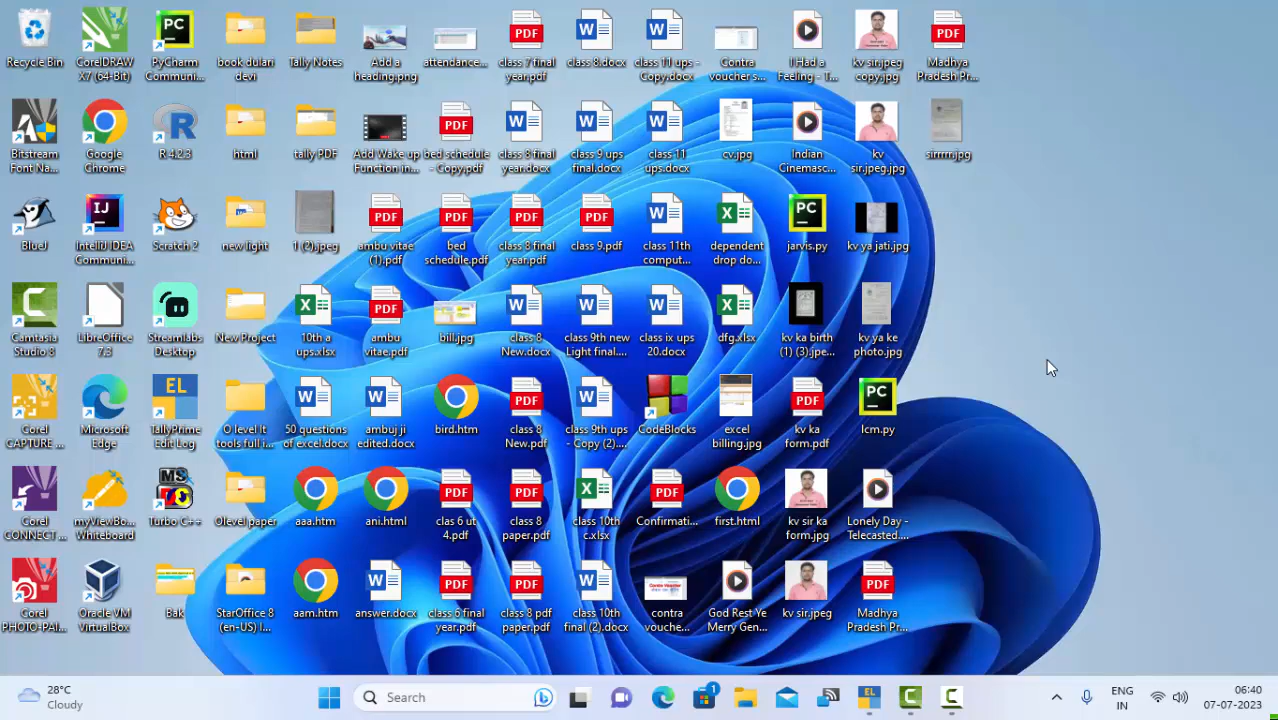 Recycle Bin
CorelDRAW X7 (64-Bit)
PyCharm Communi...
book dulari devi
Tally Notes
Add a heading.png
attendance...
class 7 final year.pdf
class 8.docx
class 11 ups - Copy.docx
Contra voucher s...
I Had a Feeling - T...
kv sir.jpeg copy.jpg
Madhya Pradesh Pr...
Bitstream Font Na...
Google Chrome
R 4.2.3
html
tally PDF
Add Wake up Function in...
bed schedule - Copy.pdf
class 8 final year.docx
class 9 ups final.docx
class 11 ups.docx
cv.jpg
Indian Cinemasc...
kv sir.jpeg.jpg
sirrrrr.jpg
BlueJ
IntelliJ IDEA Communi...
Scratch 2
new light
1 (2).jpeg
ambu vitae (1).pdf
bed schedule.pdf
class 8 final year.pdf
class 9.pdf
class 11th comput...
dependent drop do...
jarvis.py
kv ya jati.jpg
Camtasia Studio 8
LibreOffice 7.3
Streamlabs Desktop
New Project
10th a ups.xlsx
ambu vitae.pdf
bill.jpg
class 8 New.docx
class 9th new Light final....
class ix ups 20.docx
dfg.xlsx
kv ka birth (1) (3).jpe...
kv ya ke photo.jpg
Corel CAPTURE ...
Microsoft Edge
TallyPrime Edit Log
O level It tools full i...
50 questions of excel.docx
ambuj ji edited.docx
bird.htm
class 8 New.pdf
class 9th ups - Copy (2)....
CodeBlocks
excel billing.jpg
kv ka form.pdf
lcm.py
Corel CONNECT ...
myViewBo... Whiteboard
Turbo C++
Olevel paper
aaa.htm
ani.html
clas 6 ut 4.pdf
class 8 paper.pdf
class 10th c.xlsx
Confirmati...
first.html
kv sir ka form.jpg
Lonely Day - Telecasted....
Corel PHOTO-PAI...
Oracle VM VirtualBox
Bak
StarOffice 8 (en-US) I...
aam.htm
answer.docx
class 6 final year.pdf
class 8 pdf paper.pdf
class 10th final (2).docx
contra vouche...
God Rest Ye Merry Gen...
kv sir.jpeg
Madhya Pradesh Pr...
28°C
Cloudy
Search
1
ENG
IN
06:40
07-07-2023